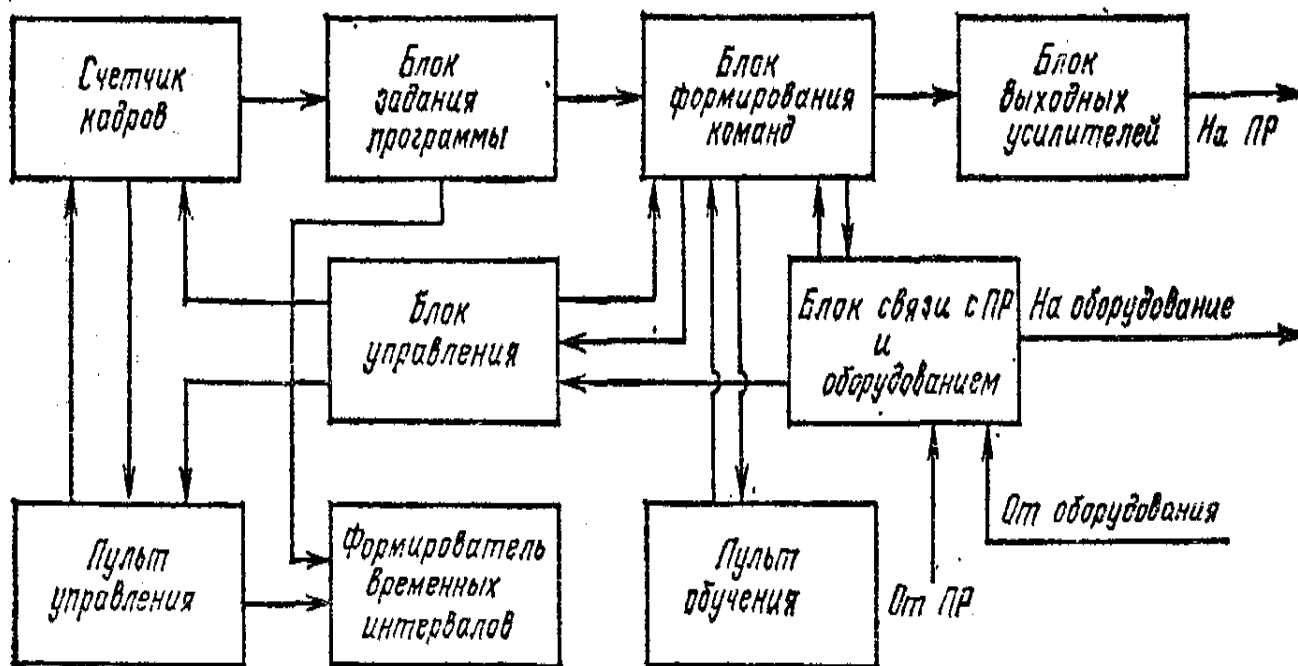 Счетчик
кадров
Блок
задания
программы
Блок
формирования
команд
Блок
выходных
усилителей
На ПР
Блок
управления
Блок связи с ПР
и
оборудованием
На оборудование
Пульт
управления
Формирователь
временных
интервалов
Пульт
обучения
От ПР
От оборудования